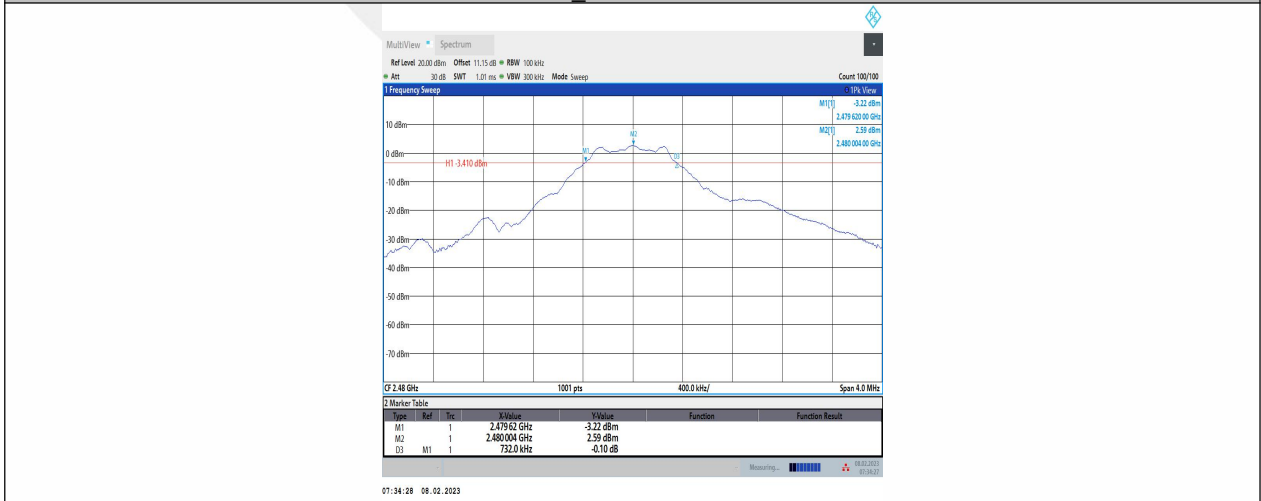 MultiView Spectrum
Ref Level 20.00 dBm Offset 11.15 dB RBW 100 kHz
Att 30 dB SWT 1.01 ms VBW 300 kHz Mode Sweep Count 100/100
1 Frequency Sweep 1Pk View
M1[1] -3.22 dBm
2.479 620 00 GHz
10 dBm M2[1] 2.59 dBm
M2
2.480 004 00 GHz
0 dBm M1 D3
H1 -3.410 dBm
-10 dBm
-20 dBm
-30 dBm
-40 dBm
-50 dBm
-60 dBm
-70 dBm
CF 2.48 GHz 1001 pts 400.0 kHz/ Span 4.0 MHz
2 Marker Table
Type Ref Trc X-Value Y-Value Function Function Result
M1 1 2.47962 GHz -3.22 dBm
M2 1 2.480004 GHz 2.59 dBm
D3 M1 1 732.0 kHz -0.10 dB
Measuring... 08.02.2023
07:34:27
07:34:28 08.02.2023